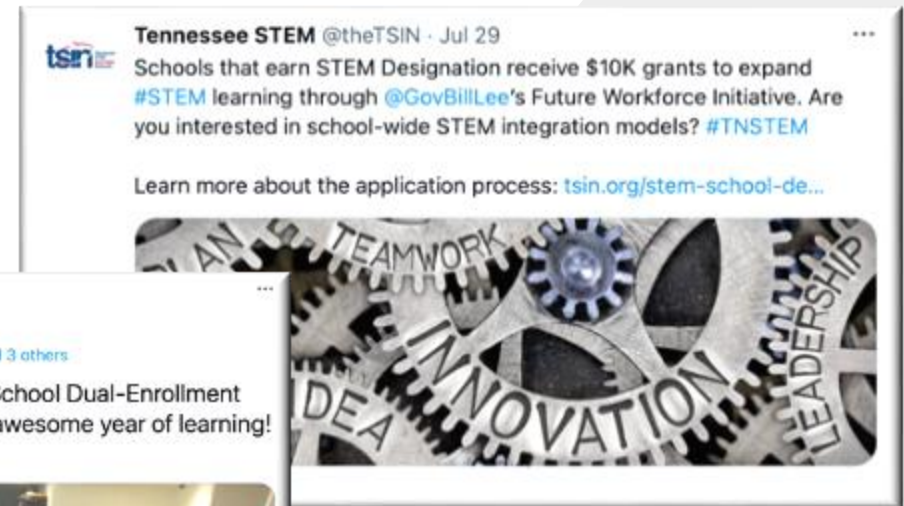 tsin
Tennessee STEM @theTSIN · Jul 29
Schools that earn STEM Designation receive $10K grants to expand
#STEM learning through @GovBillLee's Future Workforce Initiative. Are
you interested in school-wide STEM integration models? #TNSTEM
Learn more about the application process: tsin.org/stem-school-de...
PLAN
TEAMWORK
INNOVATION
LEADERSHIP
IDEA
3 others
School Dual-Enrollment
awesome year of learning!